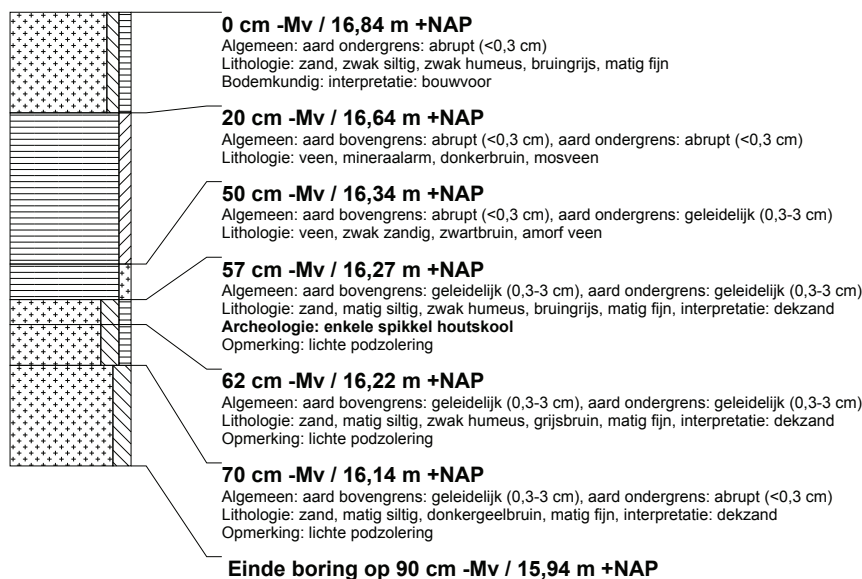 0 cm -Mv / 16,84 m +NAP
Algemeen: aard ondergrens: abrupt (<0,3 cm)
Lithologie: zand, zwak siltig, zwak humeus, bruingrijs, matig fijn
Bodemkundig: interpretatie: bouwvoor
20 cm -Mv / 16,64 m +NAP
Algemeen: aard bovengrens: abrupt (<0,3 cm), aard ondergrens: abrupt (<0,3 cm)
Lithologie: veen, mineraalarm, donkerbruin, mosveen
50 cm -Mv / 16,34 m +NAP
Algemeen: aard bovengrens: abrupt (<0,3 cm), aard ondergrens: geleidelijk (0,3-3 cm)
Lithologie: veen, zwak zandig, zwartbruin, amorf veen
57 cm -Mv / 16,27 m +NAP
Algemeen: aard bovengrens: geleidelijk (0,3-3 cm), aard ondergrens: geleidelijk (0,3-3 cm)
Lithologie: zand, matig siltig, zwak humeus, bruingrijs, matig fijn, interpretatie: dekzand
Archeologie: enkele spikkel houtskool
Opmerking: lichte podzolering
62 cm -Mv / 16,22 m +NAP
Algemeen: aard bovengrens: geleidelijk (0,3-3 cm), aard ondergrens: geleidelijk (0,3-3 cm)
Lithologie: zand, matig siltig, zwak humeus, grijsbruin, matig fijn, interpretatie: dekzand
Opmerking: lichte podzolering
70 cm -Mv / 16,14 m +NAP
Algemeen: aard bovengrens: geleidelijk (0,3-3 cm), aard ondergrens: abrupt (<0,3 cm)
Lithologie: zand, matig siltig, donkergeelbruin, matig fijn, interpretatie: dekzand
Opmerking: lichte podzolering
Einde boring op 90 cm -Mv / 15,94 m +NAP